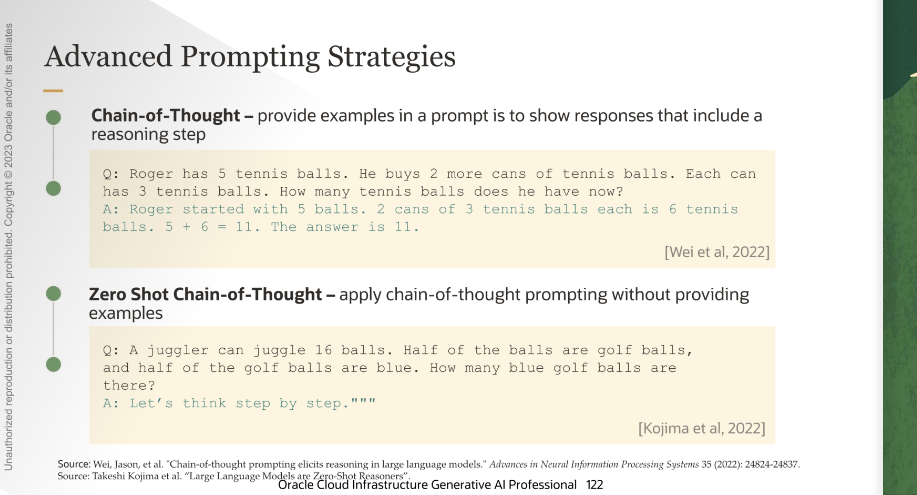 Advanced Prompting Strategies
Chain-of-Thought – provide examples in a prompt is to show responses that include a
reasoning step
Q: Roger has 5 tennis balls. He buys 2 more cans of tennis balls. Each can
has 3 tennis balls. How many tennis balls does he have now?
A: Roger started with 5 balls. 2 cans of 3 tennis balls each is 6 tennis
balls. 5 + 6 = 11. The answer is 11.
[Wei et al, 2022]
Zero Shot Chain-of-Thought – apply chain-of-thought prompting without providing
examples
Q: A juggler can juggle 16 balls. Half of the balls are golf balls,
and half of the golf balls are blue. How many blue golf balls are
there?
A: Let’s think step by step."""
[Kojima et al, 2022]
Source: Wei, Jason, et al. "Chain-of-thought prompting elicits reasoning in large language models." Advances in Neural Information Processing Systems 35 (2022): 24824-24837.
Source: Takeshi Kojima et al. “Large Language Models are Zero-Shot Reasoners”.
Oracle Cloud Infrastructure Generative AI Professional 122
Unauthorized reproduction or distribution prohibited. Copyright © 2023 Oracle and/or its affiliates